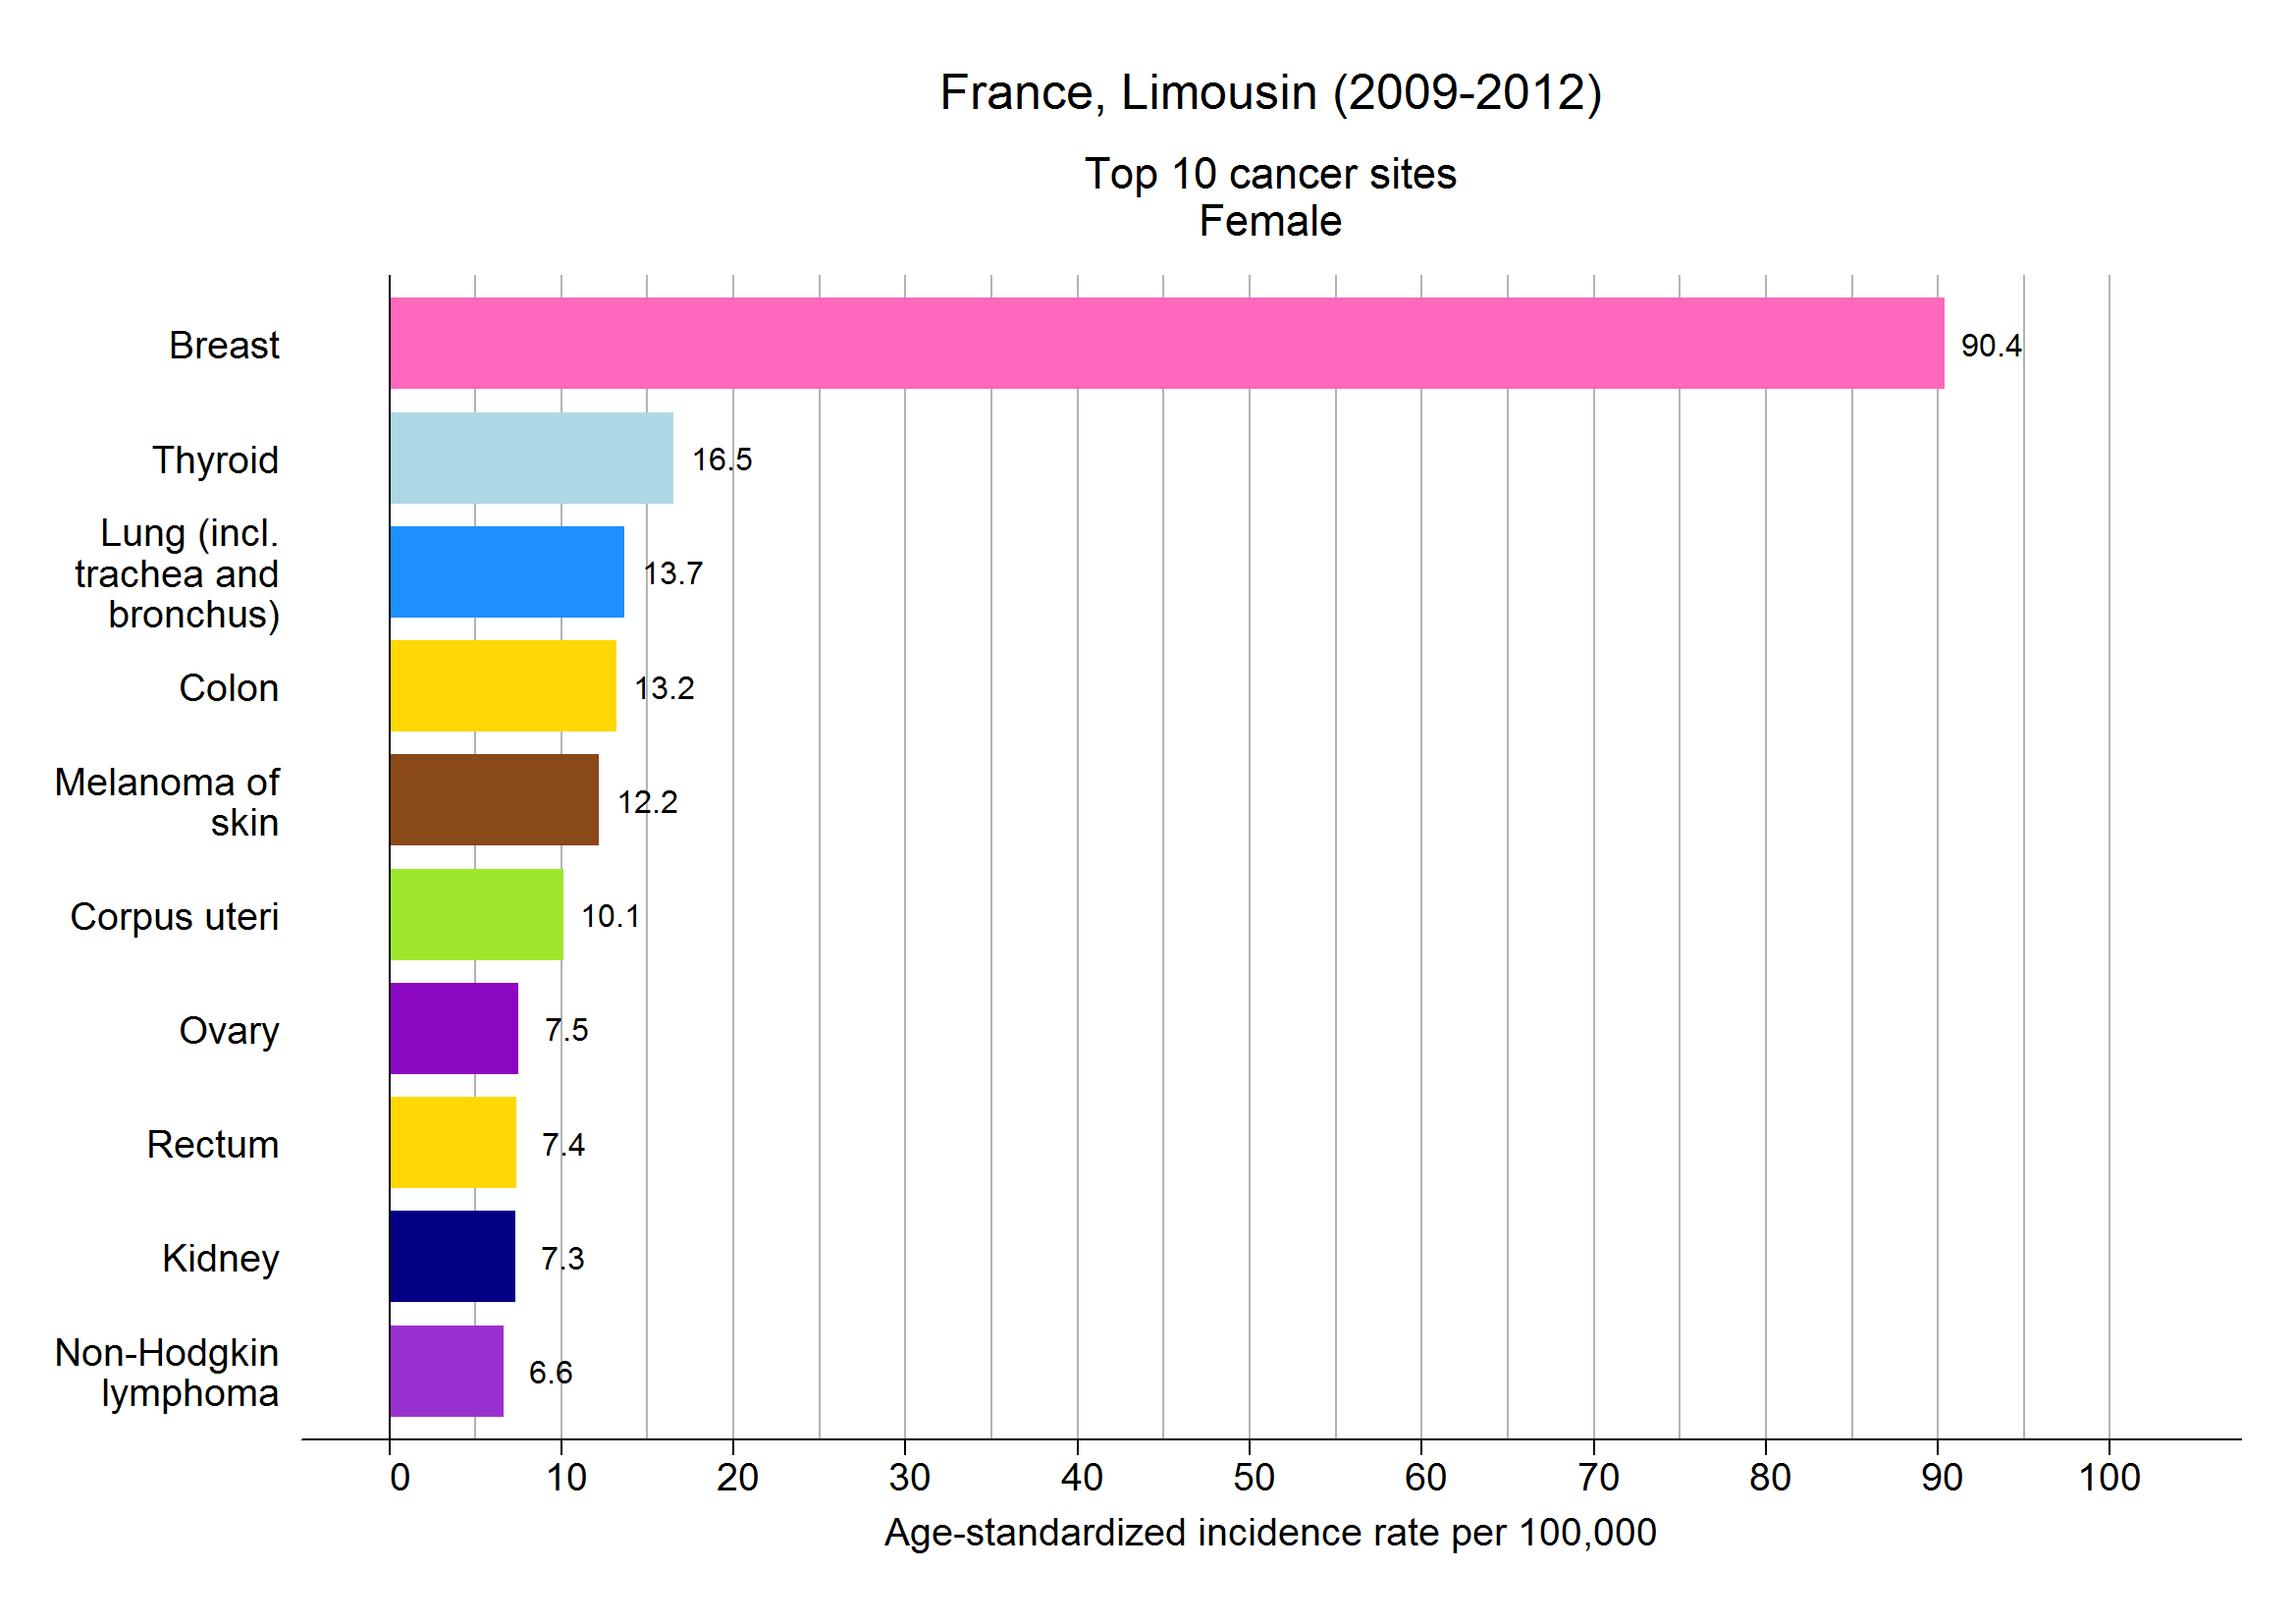 France, Limousin (2009-2012)
Top 10 cancer sites
Female
Breast
90.4
Thyroid
16.5
Lung (incl.
trachea and
bronchus)
13.7
Colon
13.2
Melanoma of
skin
12.2
Corpus uteri
10.1
Ovary
7.5
Rectum
7.4
Kidney
7.3
Non-Hodgkin
lymphoma
6.6
0 10 20 30 40 50 60 70 80 90 100
Age-standardized incidence rate per 100,000